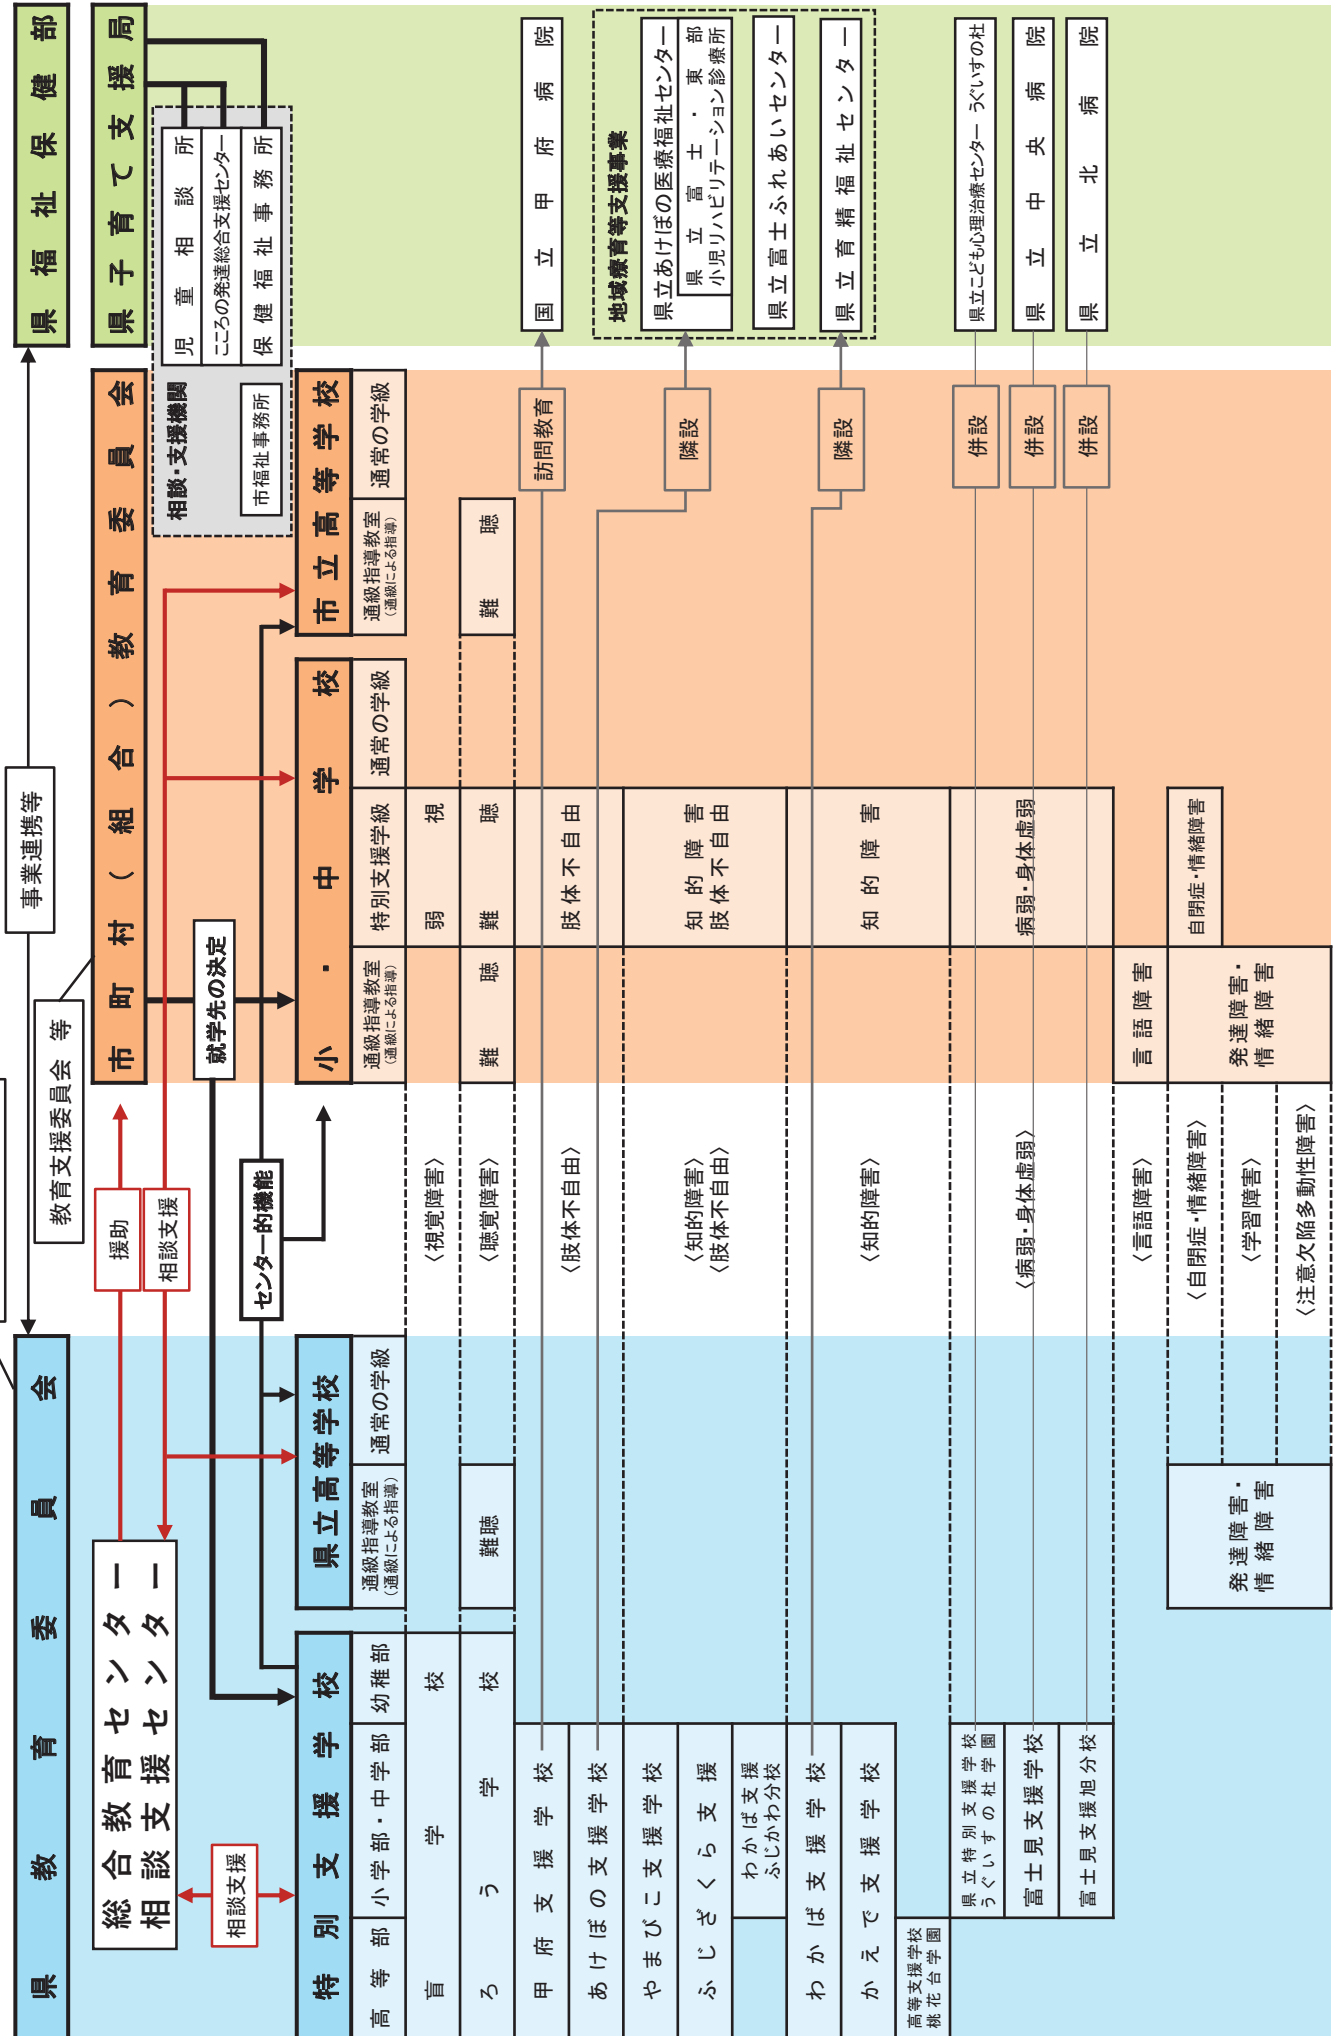 県教育委員会
事業連携等
県福祉保健部
教育支援委員会 等
総合教育センター
相談支援センター
援助
相談支援
市町村（組合）教育委員会
県子育て支援局
相談支援
就学先の決定
センター的機能
相談・支援機関
児童相談所
こころの発達総合支援センター
保健福祉事務所
市福祉事務所
特別支援学校
県立高等学校
小・中学校
市立高等学校
高等部
小学部・中学部
幼稚部
通級指導教室
（通級による指導）
通常の学級
通級指導教室
（通級による指導）
特別支援学級
通常の学級
通級指導教室
（通級による指導）
通常の学級
盲学校
〈視覚障害〉
弱視
ろう学校
難聴
〈聴覚障害〉
難聴
難聴
難聴
甲府支援学校
〈肢体不自由〉
肢体不自由
訪問教育
国立甲府病院
あけぼの支援学校
地域療育等支援事業
やまびこ支援学校
〈知的障害〉
〈肢体不自由〉
知的障害
肢体不自由
隣設
県立あけぼの医療福祉センター
県立富士・東部
小児リハビリテーション診療所
ふじざくら支援
わかば支援
ふじかわ分校
県立富士ふれあいセンター
わかば支援学校
〈知的障害〉
知的障害
隣設
県立育精福祉センター
かえで支援学校
高等支援学校
桃花台学園
県立特別支援学校
うぐいすの杜学園
〈病弱・身体虚弱〉
病弱・身体虚弱
併設
県立こども心理治療センター うぐいすの杜
富士見支援学校
併設
県立中央病院
富士見支援旭分校
併設
県立北病院
〈言語障害〉
言語障害
発達障害・
情緒障害
〈自閉症・情緒障害〉
〈学習障害〉
〈注意欠陥多動性障害〉
発達障害・
情緒障害
自閉症・情緒障害